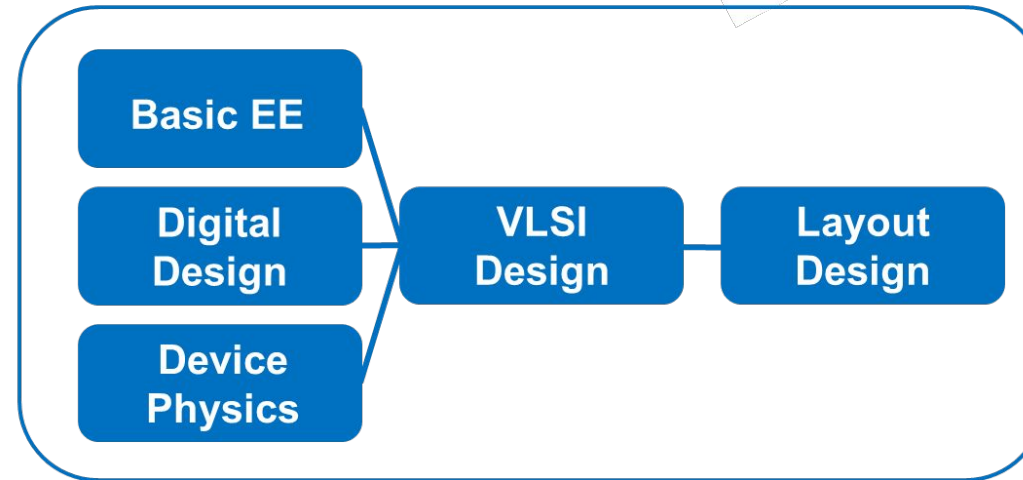 Basic EE
Digital
Design
Device
Physics
VLSI
Design
Layout
Design